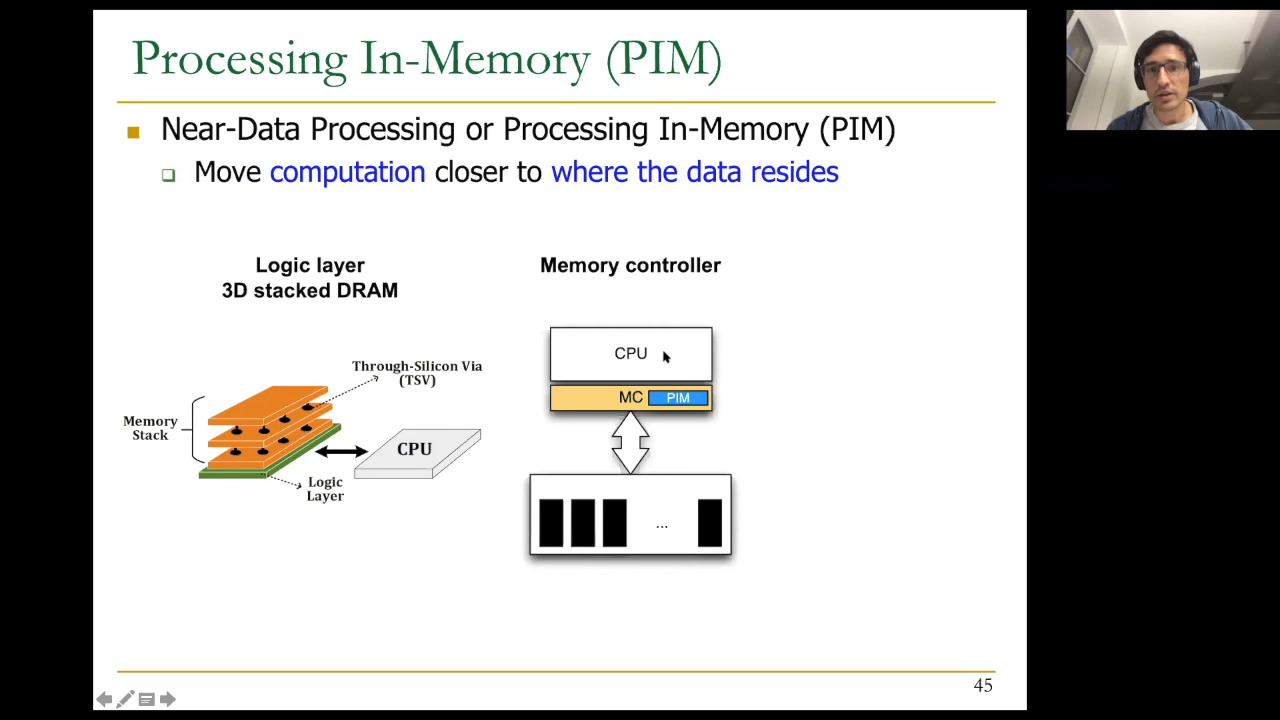 Processing In-Memory (PIM)
Near-Data Processing or Processing In-Memory (PIM)
Move computation closer to where the data resides
Logic layer
3D stacked DRAM
Memory controller
Through-Silicon Via
(TSV)
Memory
Stack
CPU
Logic
Layer
CPU
MC
PIM
...
45